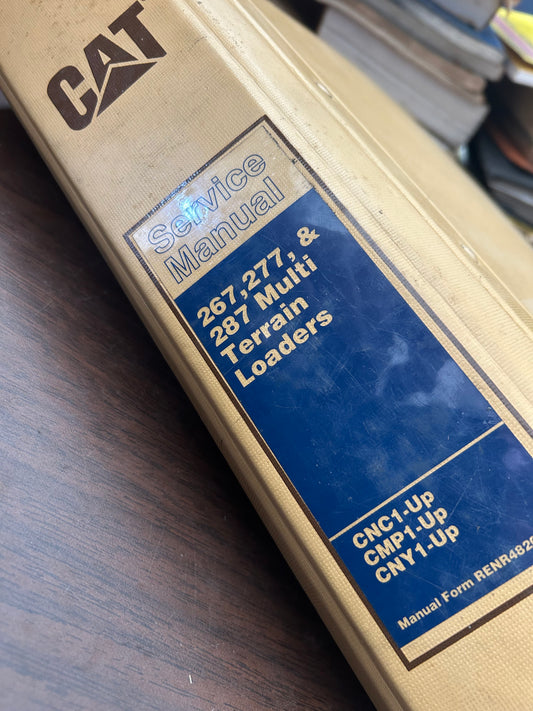 CAT
Service
Manual
267, 277, &
287 Multi
Terrain
Loaders
CNC1-Up
CMP1-Up
CNY1-Up
Manual Form